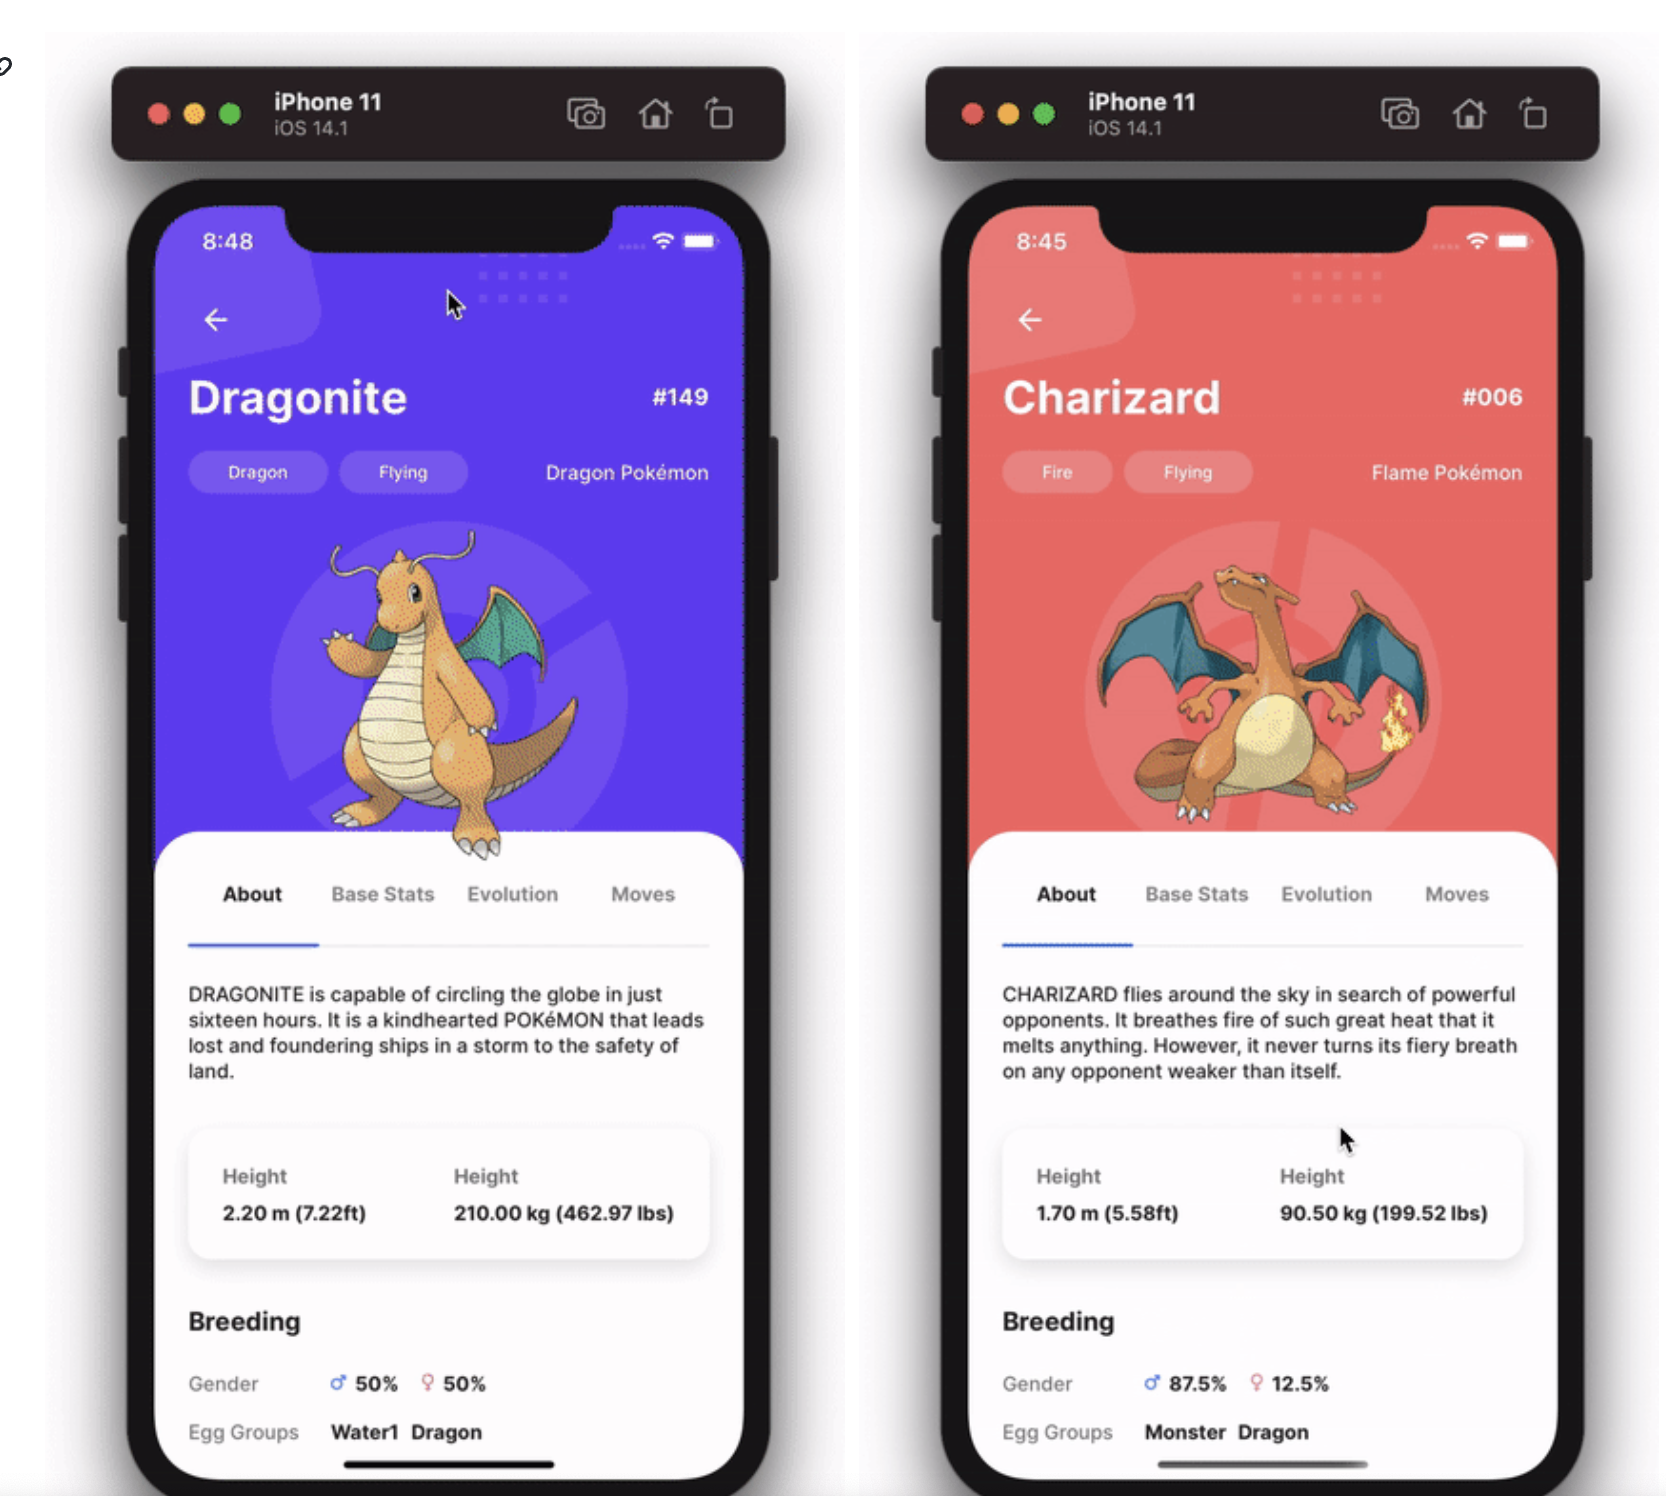 iPhone 11
iOS 14.1
8:48
Dragonite
#149
Dragon
Flying
Dragon Pokémon
About
Base Stats
Evolution
Moves
DRAGONITE is capable of circling the globe in just
sixteen hours. It is a kindhearted POKéMON that leads
lost and foundering ships in a storm to the safety of
land.
Height
Height
2.20 m (7.22ft)
210.00 kg (462.97 lbs)
Breeding
Gender
♂ 50%
♀ 50%
Egg Groups
Water1 Dragon
iPhone 11
iOS 14.1
8:45
Charizard
#006
Fire
Flying
Flame Pokémon
About
Base Stats
Evolution
Moves
CHARIZARD flies around the sky in search of powerful
opponents. It breathes fire of such great heat that it
melts anything. However, it never turns its fiery breath
on any opponent weaker than itself.
Height
Height
1.70 m (5.58ft)
90.50 kg (199.52 lbs)
Breeding
Gender
♂ 87.5%
♀ 12.5%
Egg Groups
Monster Dragon